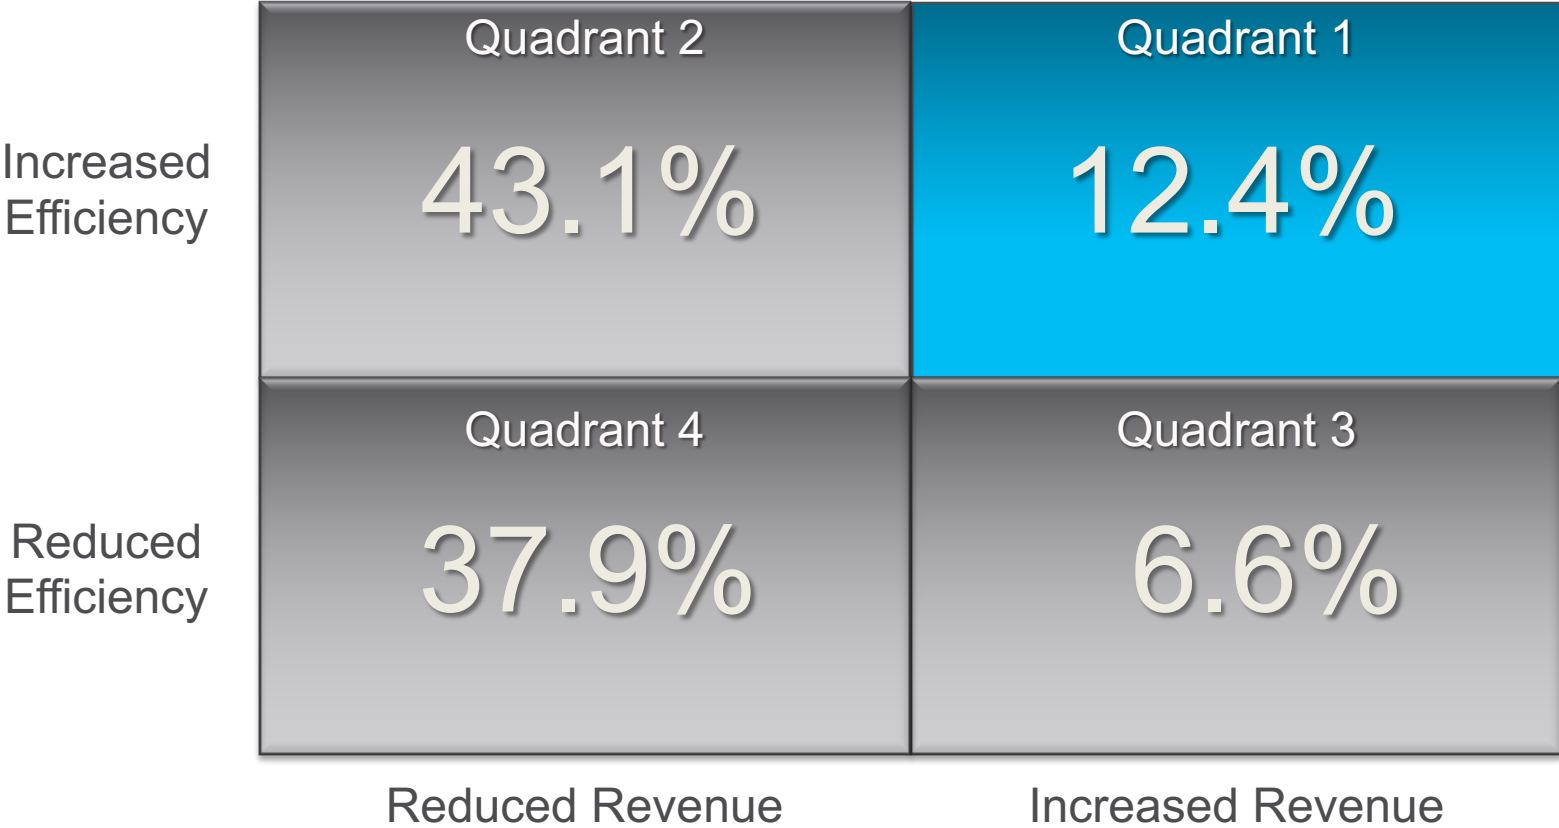 Quadrant 2
Quadrant 1
Increased
Efficiency
43.1%
12.4%
Quadrant 4
Quadrant 3
Reduced
Efficiency
37.9%
6.6%
Reduced Revenue
Increased Revenue